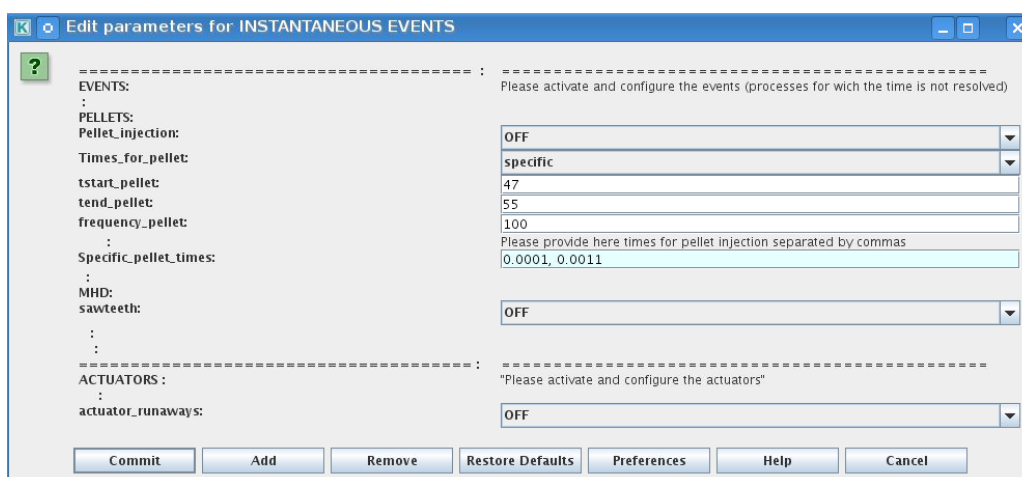 Edit parameters for INSTANTANEOUS EVENTS
?
====================================== : ===============================================
EVENTS: Please activate and configure the events (processes for wich the time is not resolved)
:
PELLETS:
Pellet_injection: OFF
Times_for_pellet: specific
tstart_pellet: 47
tend_pellet: 55
frequency_pellet: 100
: Please provide here times for pellet injection separated by commas
Specific_pellet_times: 0.0001, 0.0011
:
MHD:
sawteeth: OFF
:
:
====================================== : ===============================================
ACTUATORS : "Please activate and configure the actuators"
:
actuator_runaways: OFF
Commit Add Remove Restore Defaults Preferences Help Cancel